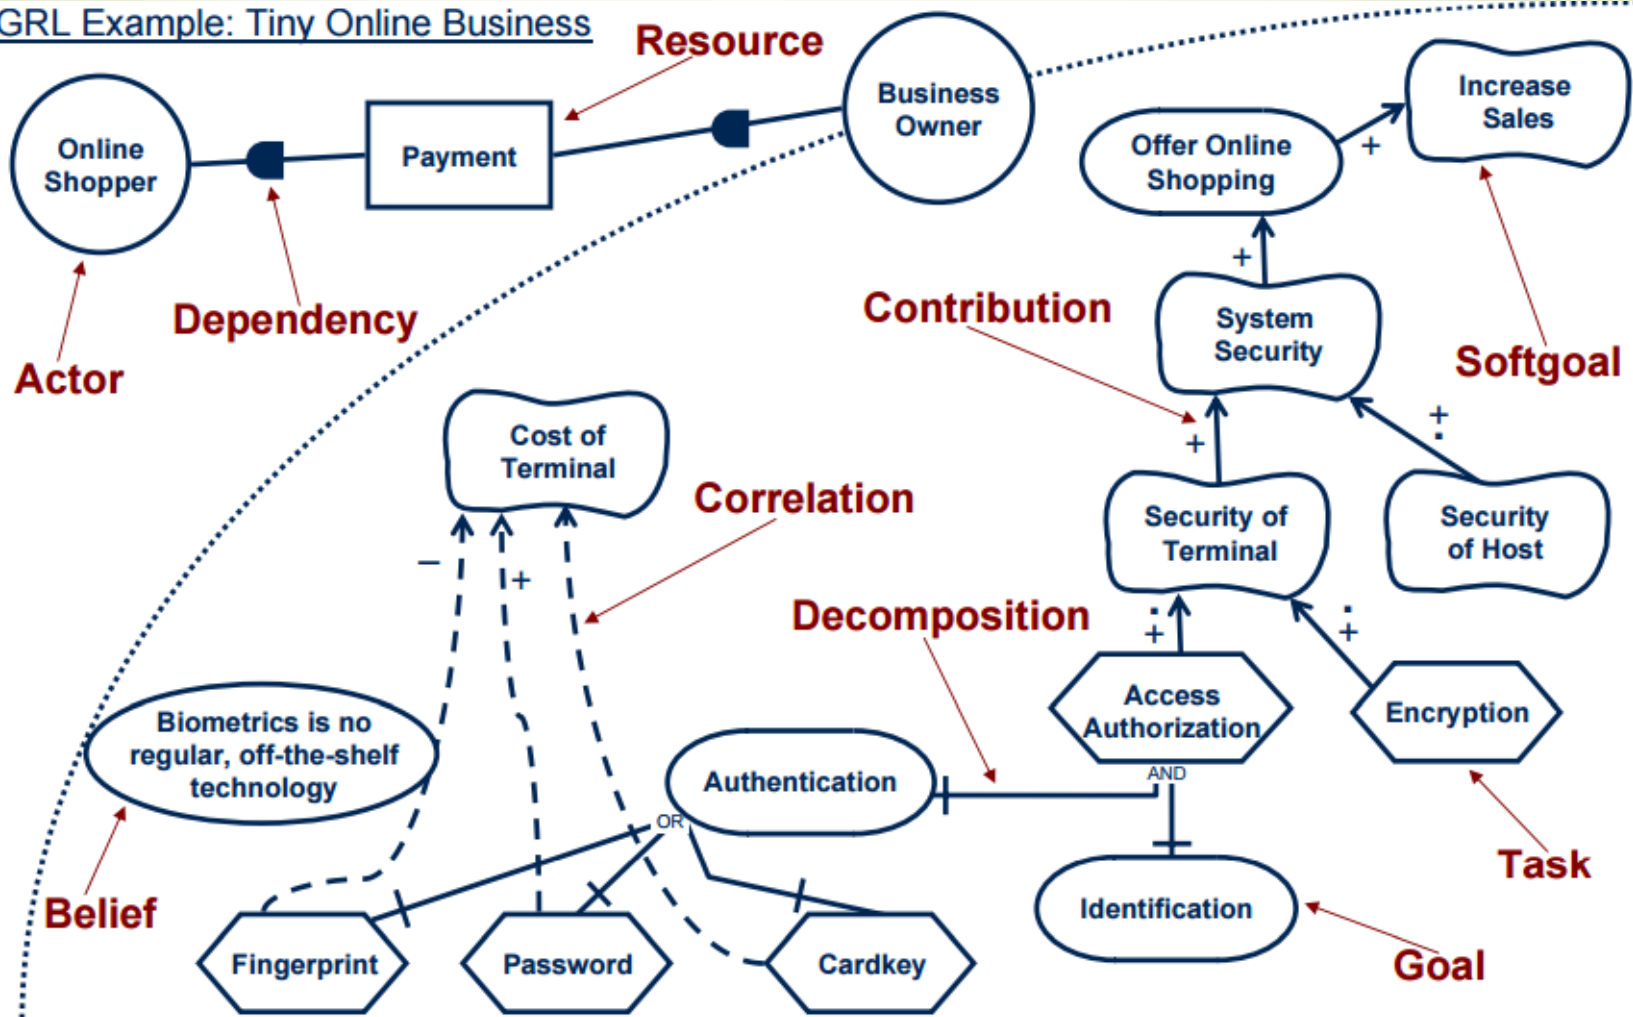 GRL Example: Tiny Online Business
Resource
Online
Shopper
Payment
Business
Owner
Offer Online
Shopping
+
Increase
Sales
Dependency
Actor
+
Contribution
System
Security
Softgoal
Cost of
Terminal
+
+
.
Correlation
Security of
Terminal
Security
of Host
–
+
Decomposition
.
+
.
+
Biometrics is no
regular, off-the-shelf
technology
Authentication
Access
Authorization
Encryption
AND
OR
Belief
Task
Fingerprint
Password
Cardkey
Identification
Goal